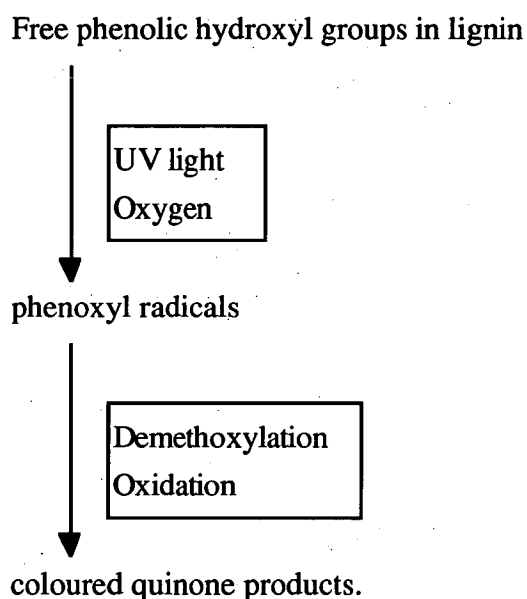 Free phenolic hydroxyl groups in lignin
UV light
Oxygen
phenoxyl radicals
Demethoxylation
Oxidation
coloured quinone products.